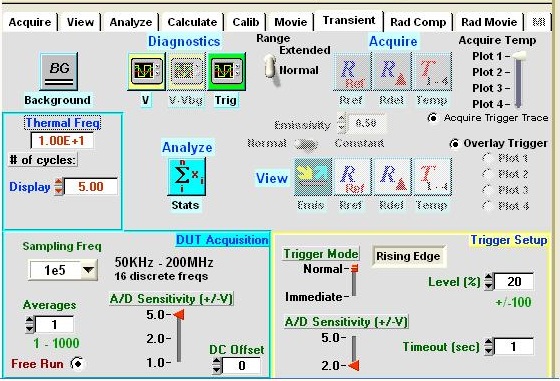 Acquire View Analyze Calculate Calib Movie Transient Rad Comp Rad Movie
Diagnostics
Range
Extended
Normal
Acquire
Acquire Temp
Plot 1
Plot 2
Plot 3
Plot 4
BG
Background
V
V-Vbg
Trig
R Ref
R
T 1-4
Rref
Rdel
Temp
Acquire Trigger Trace
Thermal Freq
1.00E+1
# of cycles:
Display
5.00
Emissivity
0.50
Normal
Constant
Overlay Trigger
Plot 1
Plot 2
Plot 3
Plot 4
Analyze
n
Σxi
i
Stats
View
R Ref
R
T 1-4
Emis
Rref
Rdel
Temp
DUT Acquisition
Sampling Freq
1e5
50KHz - 200MHz
16 discrete freqs
Averages
1
1 - 1000
Free Run
A/D Sensitivity (+/-V)
5.0-
2.0-
1.0-
DC Offset
0
Trigger Setup
Trigger Mode
Normal-
Immediate-
Rising Edge
Level (%)
20
+/-100
A/D Sensitivity (+/-V)
5.0-
2.0-
Timeout (sec)
1